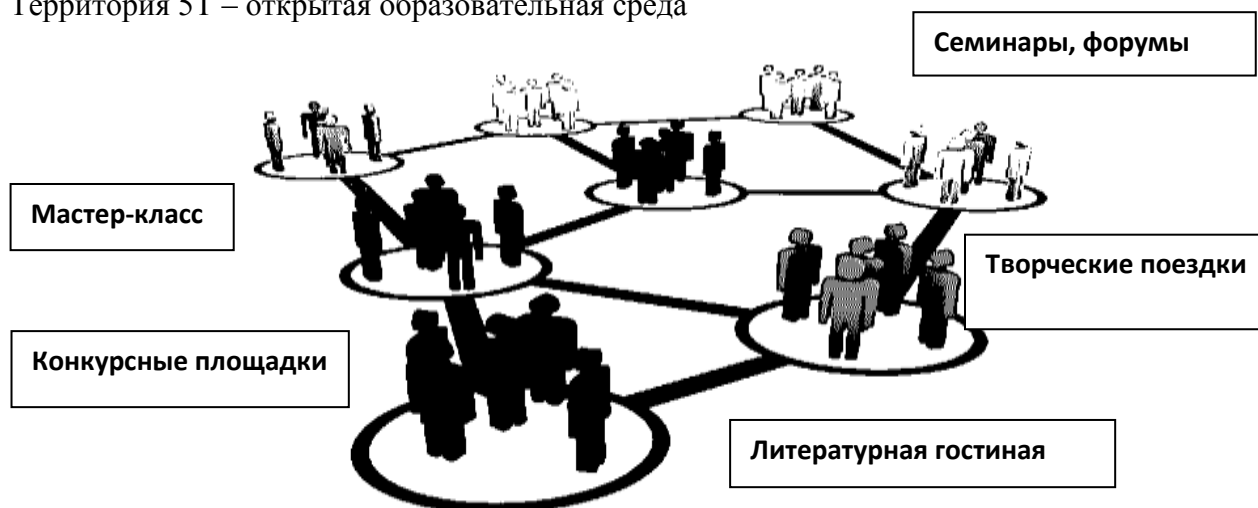 Территория 51 – открытая образовательная среда
Семинары, форумы
Мастер-класс
Творческие поездки
Конкурсные площадки
Литературная гостиная